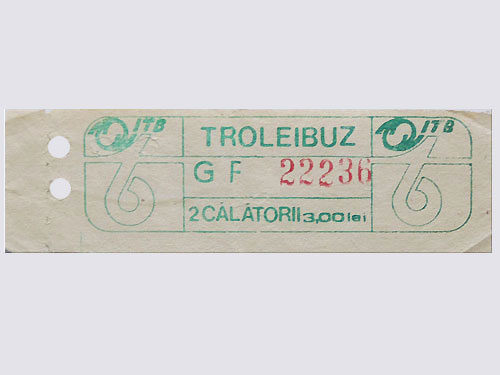 ITB
TROLEIBUZ
ITB
G F 22236
2 CĂLĂTORII 3,00 lei